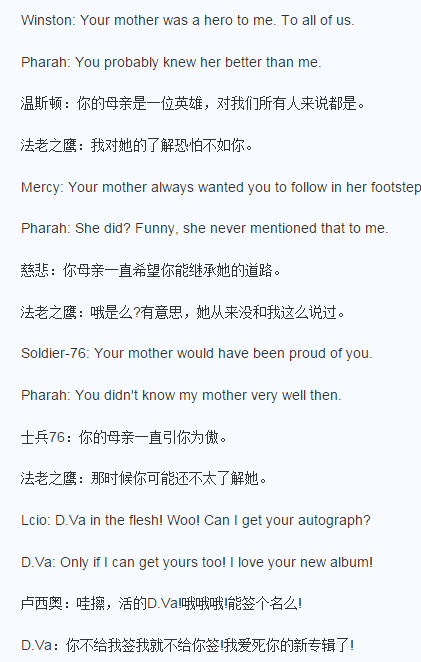 Winston: Your mother was a hero to me. To all of us.
Pharah: You probably knew her better than me.
温斯顿：你的母亲是一位英雄，对我们所有人来说都是。
法老之鹰：我对她的了解恐怕不如你。
Mercy: Your mother always wanted you to follow in her footstep
Pharah: She did? Funny, she never mentioned that to me.
慈悲：你母亲一直希望你能继承她的道路。
法老之鹰：哦是么?有意思，她从来没和我这么说过。
Soldier-76: Your mother would have been proud of you.
Pharah: You didn't know my mother very well then.
士兵76：你的母亲一直引你为傲。
法老之鹰：那时候你可能还不太了解她。
Lcio: D.Va in the flesh! Woo! Can I get your autograph?
D.Va: Only if I can get yours too! I love your new album!
卢西奥：哇擦，活的D.Va!哦哦哦!能签个名么!
D.Va：你不给我签我就不给你签!我爱死你的新专辑了!